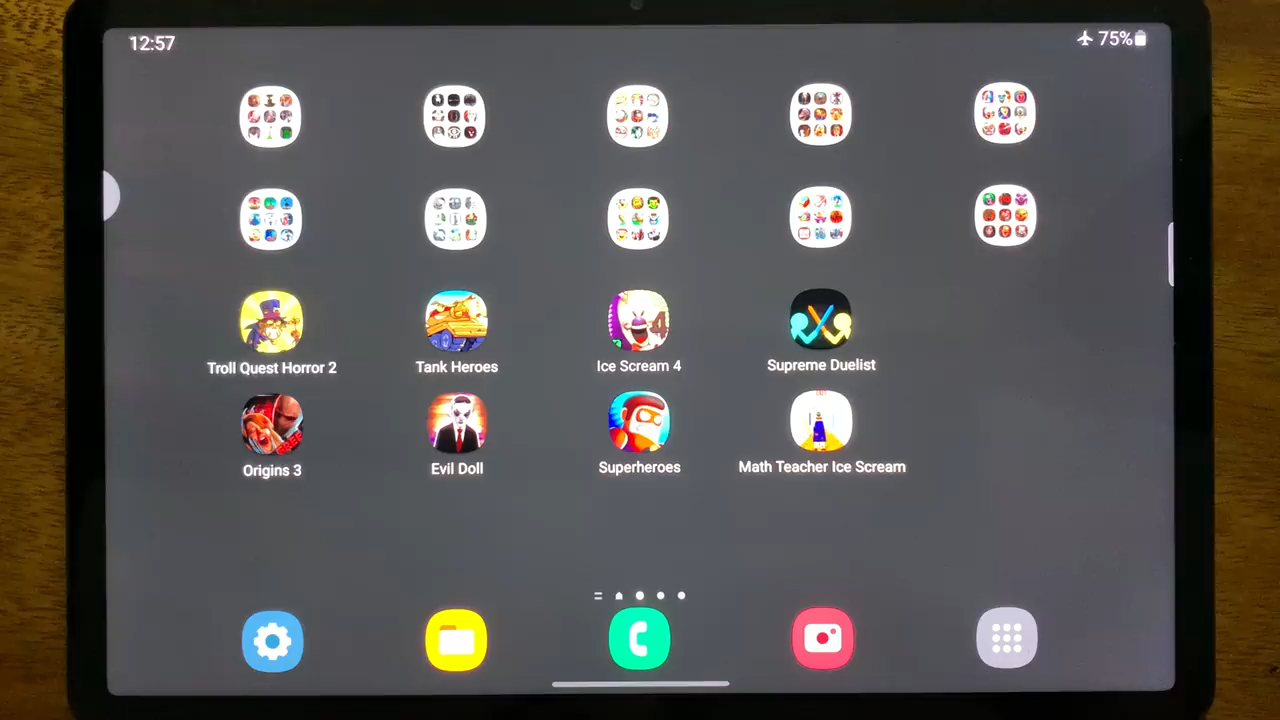 12:57
75%
Troll Quest Horror 2
Tank Heroes
Ice Scream 4
Supreme Duelist
4
Origins 3
Evil Doll
Superheroes
Math Teacher Ice Scream